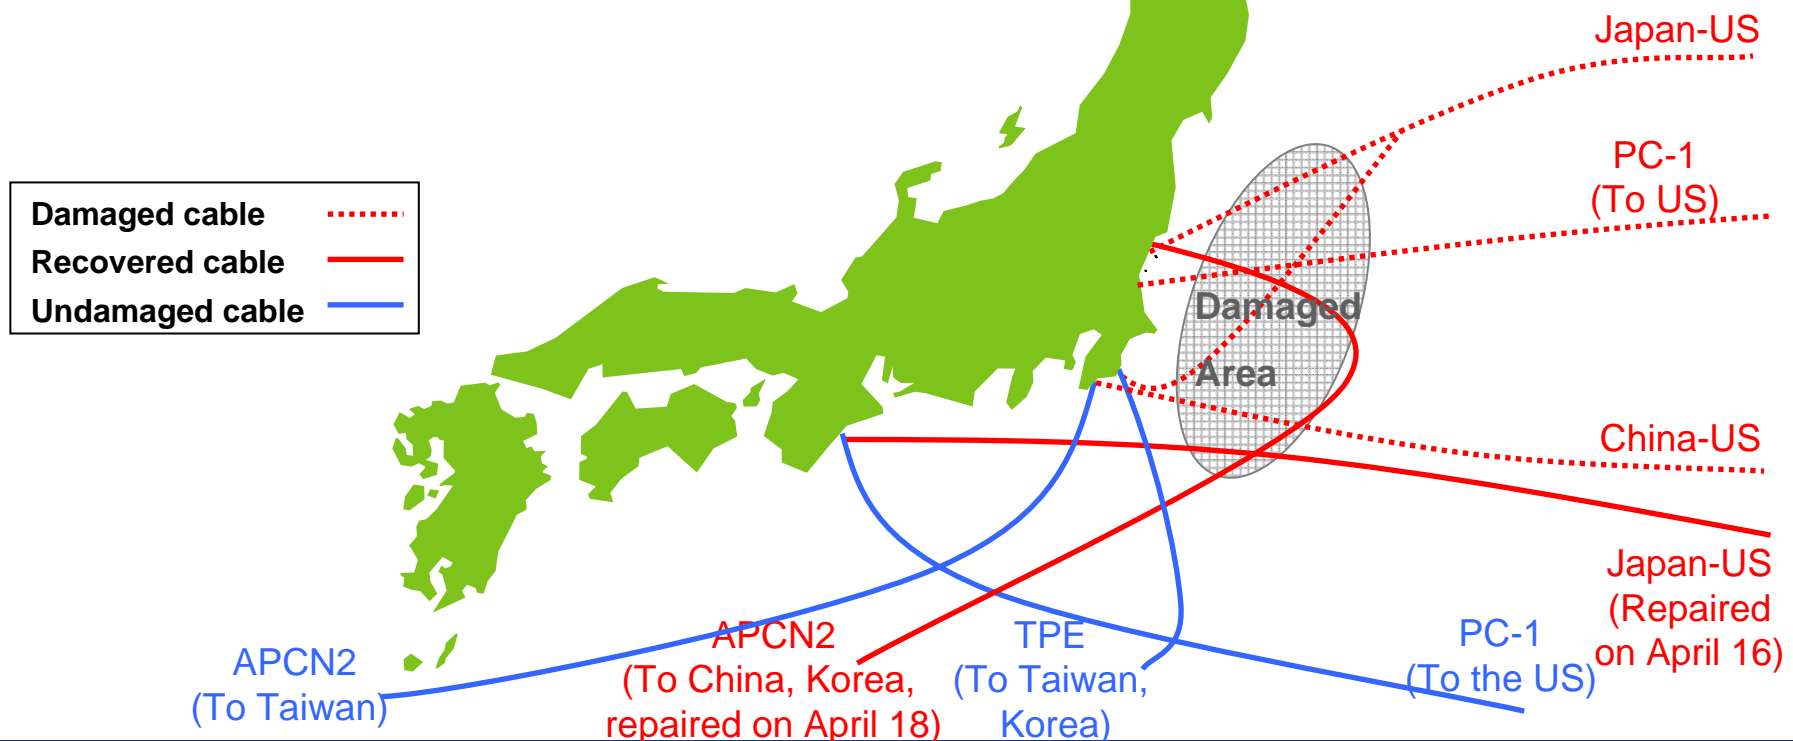 Japan-US
PC-1
(To US)
Damaged cable
Recovered cable
Undamaged cable
Damaged
Area
China-US
Japan-US
(Repaired
on April 16)
APCN2
(To Taiwan)
APCN2
(To China, Korea,
repaired on April 18)
TPE
(To Taiwan,
Korea)
PC-1
(To the US)